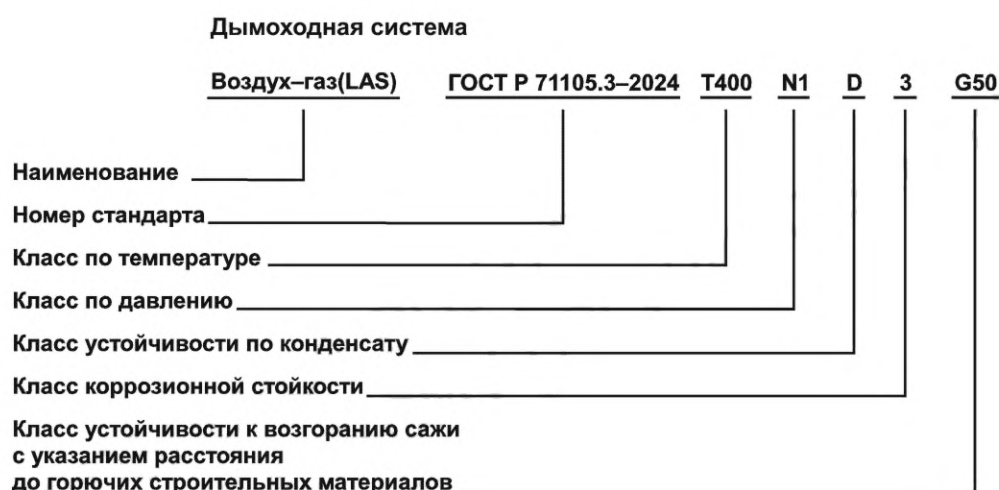 Дымоходная система
Воздух–газ(LAS) ГОСТ Р 71105.3–2024 T400 N1 D 3 G50
Наименование
Номер стандарта
Класс по температуре
Класс по давлению
Класс устойчивости по конденсату
Класс коррозионной стойкости
Класс устойчивости к возгоранию сажи
с указанием расстояния
до горючих строительных материалов